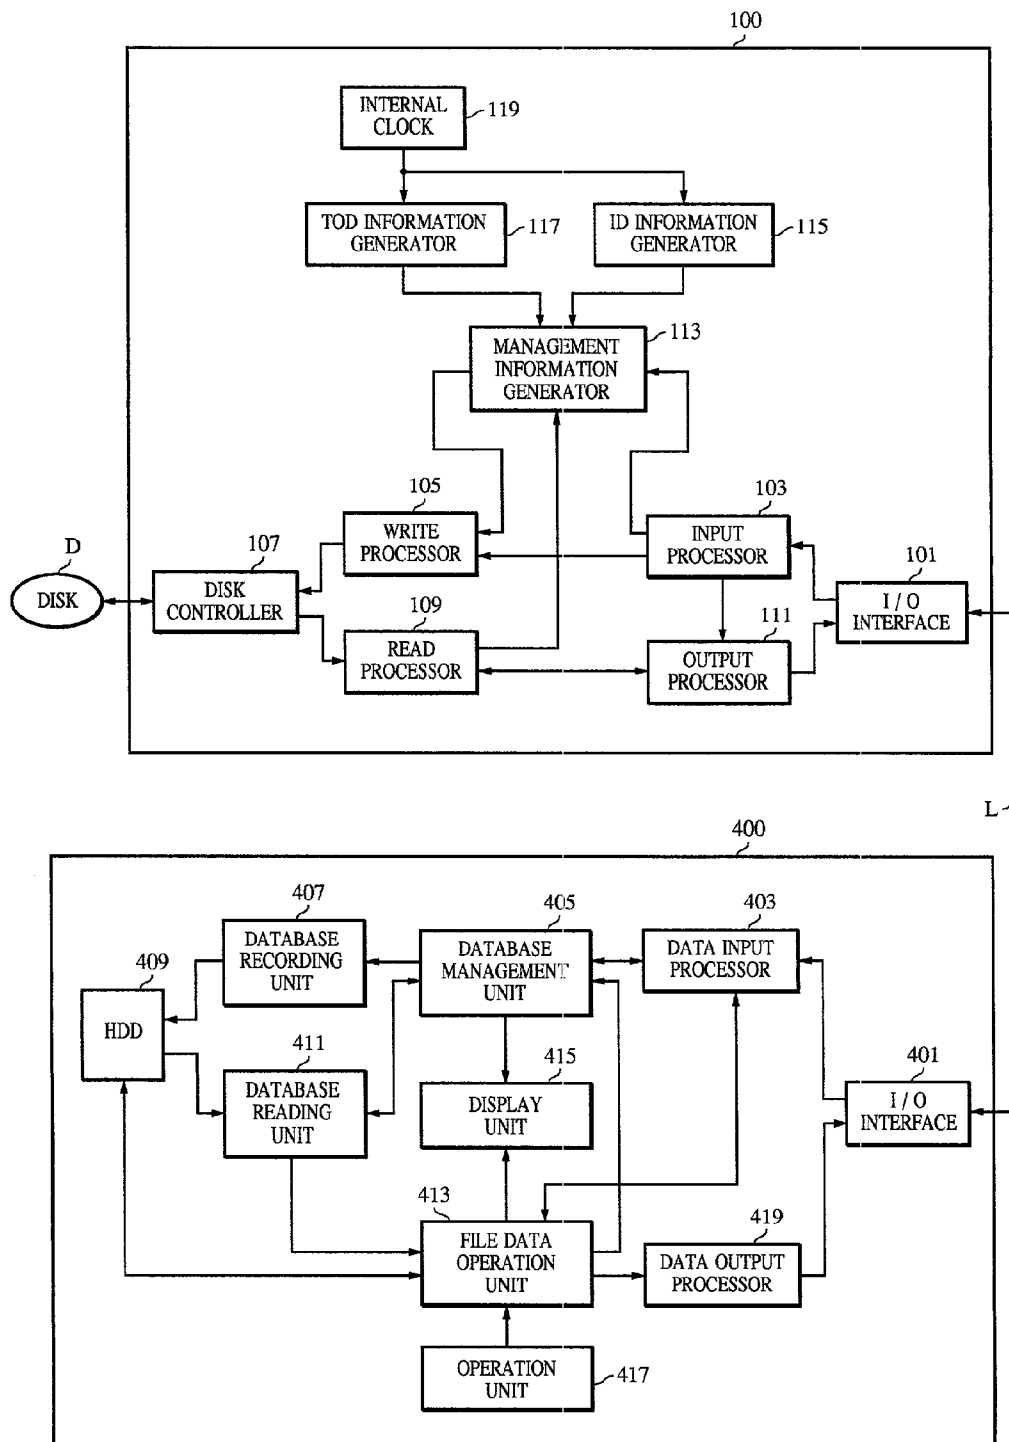 100
INTERNAL
CLOCK
119
TOD INFORMATION
GENERATOR
117
ID INFORMATION
GENERATOR
115
MANAGEMENT
INFORMATION
GENERATOR
113
105
WRITE
PROCESSOR
103
INPUT
PROCESSOR
D
DISK
107
DISK
CONTROLLER
101
I / O
INTERFACE
109
READ
PROCESSOR
111
OUTPUT
PROCESSOR
L
400
407
DATABASE
RECORDING
UNIT
405
DATABASE
MANAGEMENT
UNIT
403
DATA INPUT
PROCESSOR
409
HDD
411
DATABASE
READING
UNIT
415
DISPLAY
UNIT
401
I / O
INTERFACE
413
FILE DATA
OPERATION
UNIT
419
DATA OUTPUT
PROCESSOR
OPERATION
UNIT
417